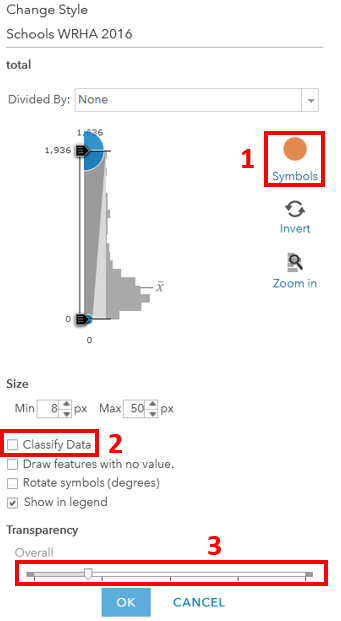 Change Style
Schools WRHA 2016
total
Divided By: None
1,936
1,936
1
Symbols
Invert
x̄
Zoom in
0
0
Size
Min 8 px Max 50 px
Classify Data 2
Draw features with no value.
Rotate symbols (degrees)
Show in legend
Transparency
3
Overall
OK CANCEL